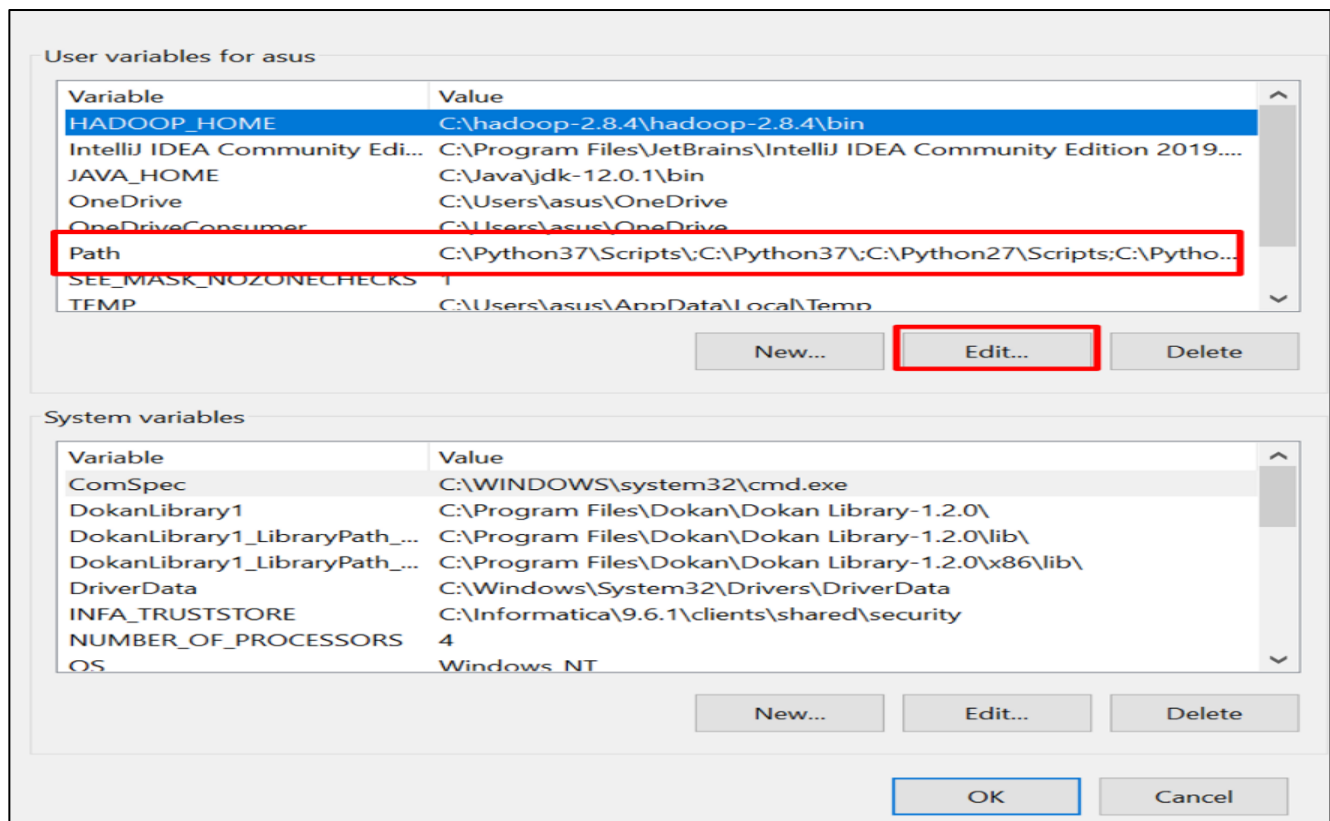 User variables for asus
Variable Value
HADOOP_HOME C:\hadoop-2.8.4\hadoop-2.8.4\bin
IntelliJ IDEA Community Edi... C:\Program Files\JetBrains\IntelliJ IDEA Community Edition 2019....
JAVA_HOME C:\Java\jdk-12.0.1\bin
OneDrive C:\Users\asus\OneDrive
OneDriveConsumer C:\Users\asus\OneDrive
Path C:\Python37\Scripts\;C:\Python37\;C:\Python27\Scripts;C:\Pytho...
SEE_MASK_NOZONECHECKS 1
TEMP C:\Users\asus\AppData\Local\Temp
New... Edit... Delete
System variables
Variable Value
ComSpec C:\WINDOWS\system32\cmd.exe
DokanLibrary1 C:\Program Files\Dokan\Dokan Library-1.2.0\
DokanLibrary1_LibraryPath_... C:\Program Files\Dokan\Dokan Library-1.2.0\lib\
DokanLibrary1_LibraryPath_... C:\Program Files\Dokan\Dokan Library-1.2.0\x86\lib\
DriverData C:\Windows\System32\Drivers\DriverData
INFA_TRUSTSTORE C:\Informatica\9.6.1\clients\shared\security
NUMBER_OF_PROCESSORS 4
OS Windows_NT
New... Edit... Delete
OK Cancel